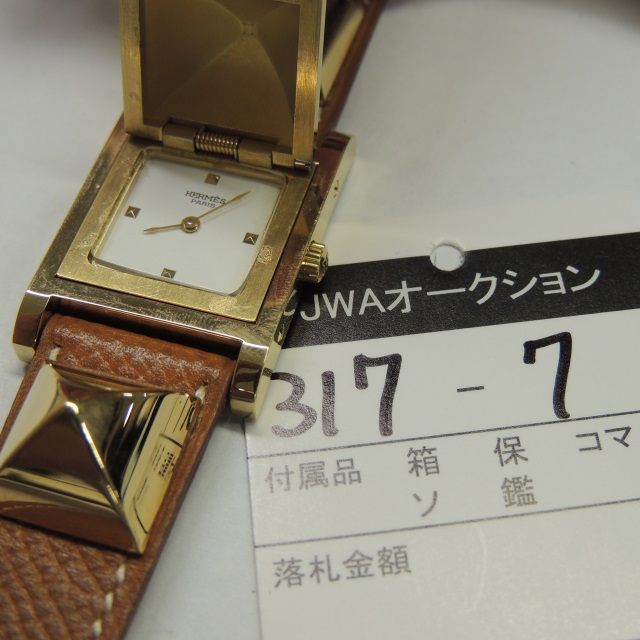 HERMÈS
PARIS
JWAオークション
317 - 7
付属品 箱 保 コマ
ソ 鑑
落札金額